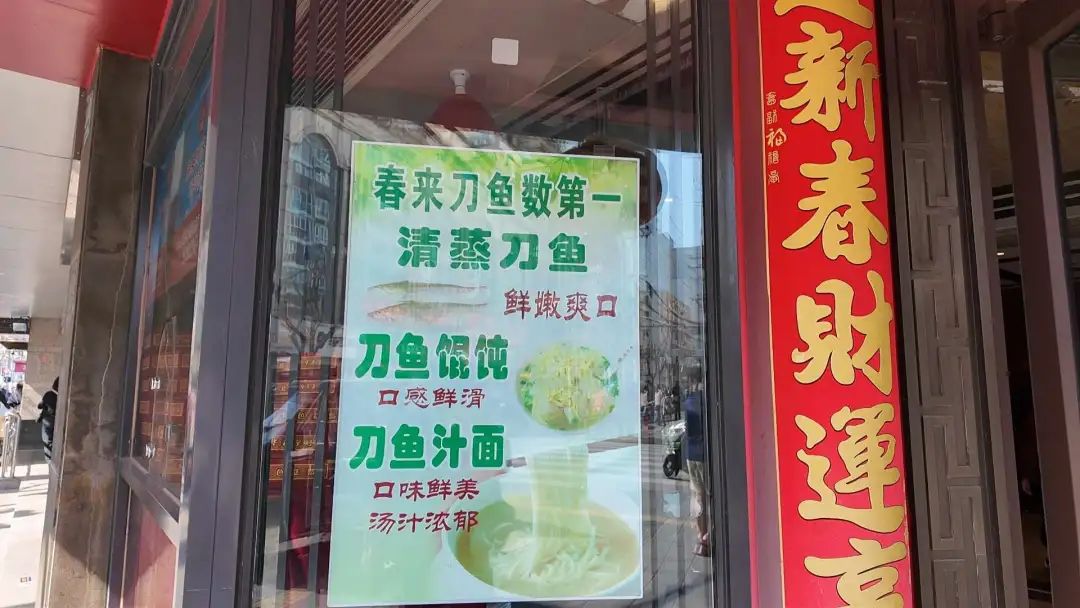 春来刀鱼数第一
清蒸刀鱼
鲜嫩爽口
刀鱼馄饨
口感鲜滑
刀鱼汁面
口味鲜美
汤汁浓郁
迎新春財運亨